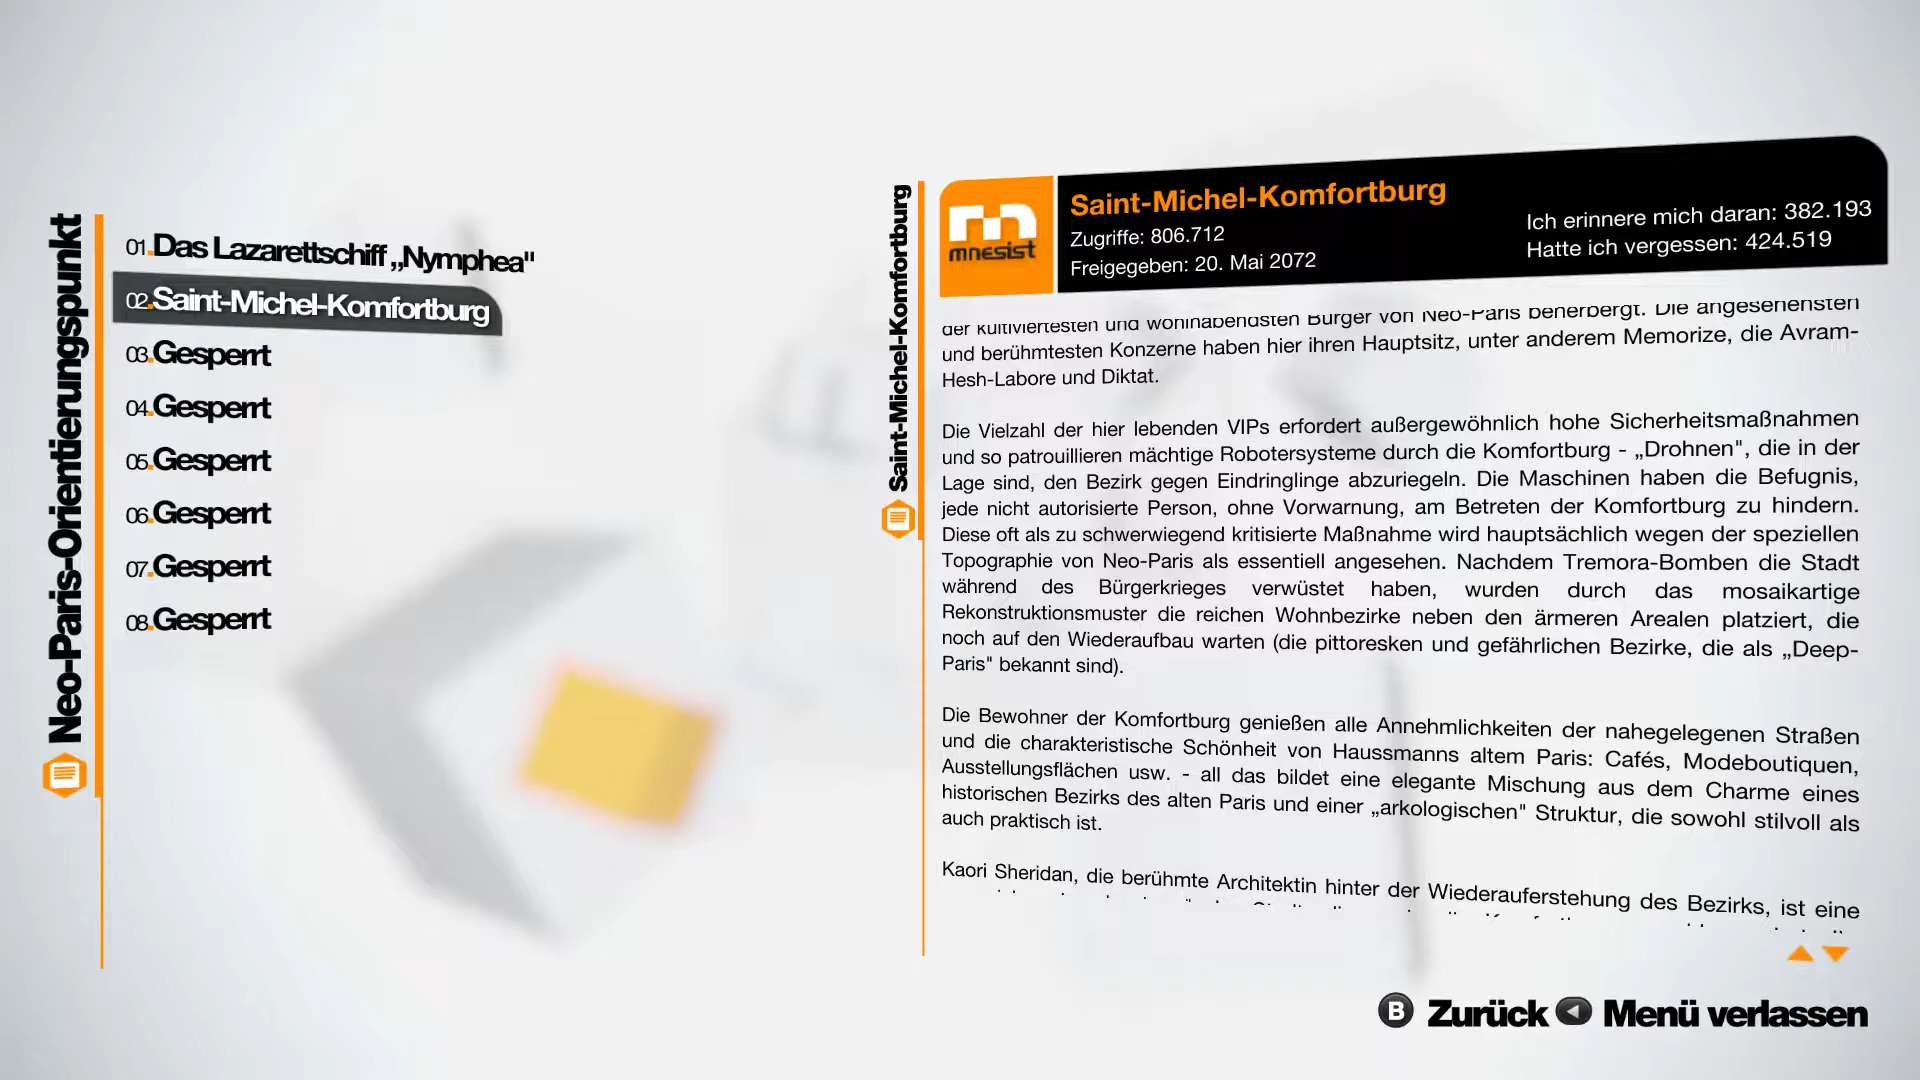 Neo-Paris-Orientierungspunkt
01.Das Lazarettschiff „Nymphea"
02.Saint-Michel-Komfortburg
03.Gesperrt
04.Gesperrt
05.Gesperrt
06.Gesperrt
07.Gesperrt
08.Gesperrt
Saint-Michel-Komfortburg
mnesist
Saint-Michel-Komfortburg
Zugriffe: 806.712
Freigegeben: 20. Mai 2072
Ich erinnere mich daran: 382.193
Hatte ich vergessen: 424.519
der kultiviertesten und wohlhabendsten Bürger von Neo-Paris beherbergt. Die angesehensten
und berühmtesten Konzerne haben hier ihren Hauptsitz, unter anderem Memorize, die Avram-
Hesh-Labore und Diktat.
Die Vielzahl der hier lebenden VIPs erfordert außergewöhnlich hohe Sicherheitsmaßnahmen
und so patrouillieren mächtige Robotersysteme durch die Komfortburg - „Drohnen", die in der
Lage sind, den Bezirk gegen Eindringlinge abzuriegeln. Die Maschinen haben die Befugnis,
jede nicht autorisierte Person, ohne Vorwarnung, am Betreten der Komfortburg zu hindern.
Diese oft als zu schwerwiegend kritisierte Maßnahme wird hauptsächlich wegen der speziellen
Topographie von Neo-Paris als essentiell angesehen. Nachdem Tremora-Bomben die Stadt
während des Bürgerkrieges verwüstet haben, wurden durch das mosaikartige
Rekonstruktionsmuster die reichen Wohnbezirke neben den ärmeren Arealen platziert, die
noch auf den Wiederaufbau warten (die pittoresken und gefährlichen Bezirke, die als „Deep-
Paris" bekannt sind).
Die Bewohner der Komfortburg genießen alle Annehmlichkeiten der nahegelegenen Straßen
und die charakteristische Schönheit von Haussmanns altem Paris: Cafés, Modeboutiquen,
Ausstellungsflächen usw. - all das bildet eine elegante Mischung aus dem Charme eines
historischen Bezirks des alten Paris und einer „arkologischen" Struktur, die sowohl stilvoll als
auch praktisch ist.
Kaori Sheridan, die berühmte Architektin hinter der Wiederauferstehung des Bezirks, ist eine
B Zurück Menü verlassen